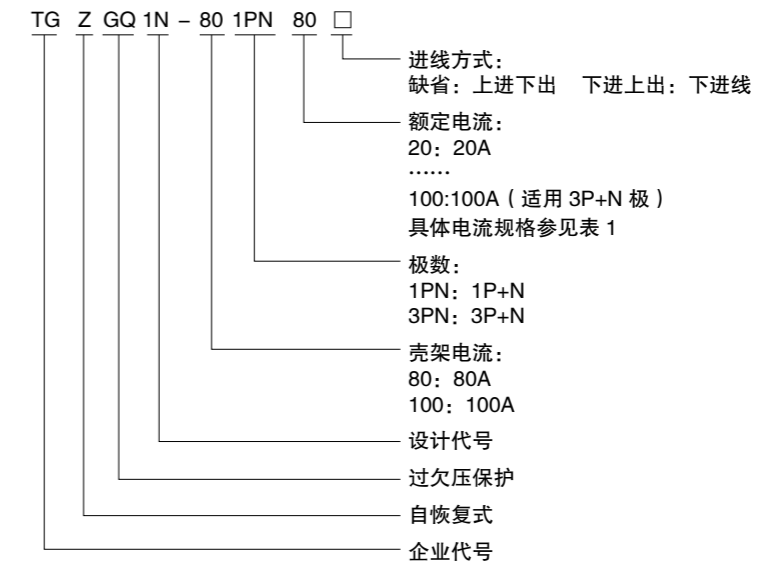 TG Z GQ 1N – 80 1PN 80 □
进线方式：
缺省：上进下出 下进上出：下进线
额定电流：
20：20A
……
100:100A（适用 3P+N 极）
具体电流规格参见表 1
极数：
1PN：1P+N
3PN：3P+N
壳架电流：
80：80A
100：100A
设计代号
过欠压保护
自恢复式
企业代号